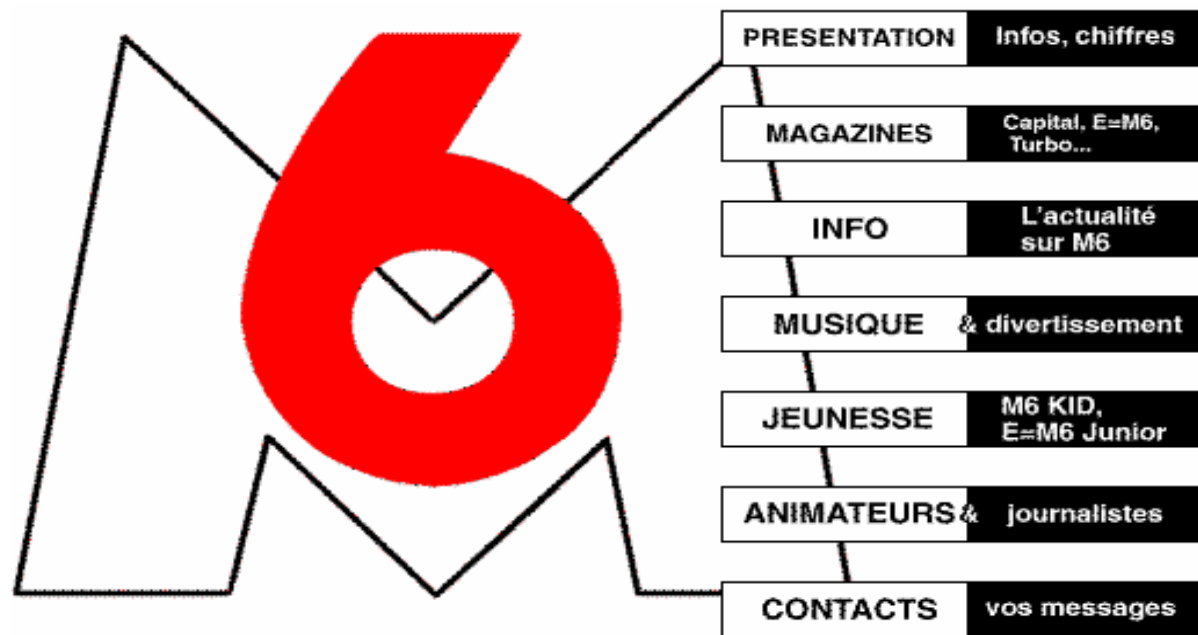 M6
PRESENTATION Infos, chiffres
MAGAZINES Capital, E=M6,
Turbo...
INFO L'actualité
sur M6
MUSIQUE & divertissement
JEUNESSE M6 KID,
E=M6 Junior
ANIMATEURS & journalistes
CONTACTS vos messages